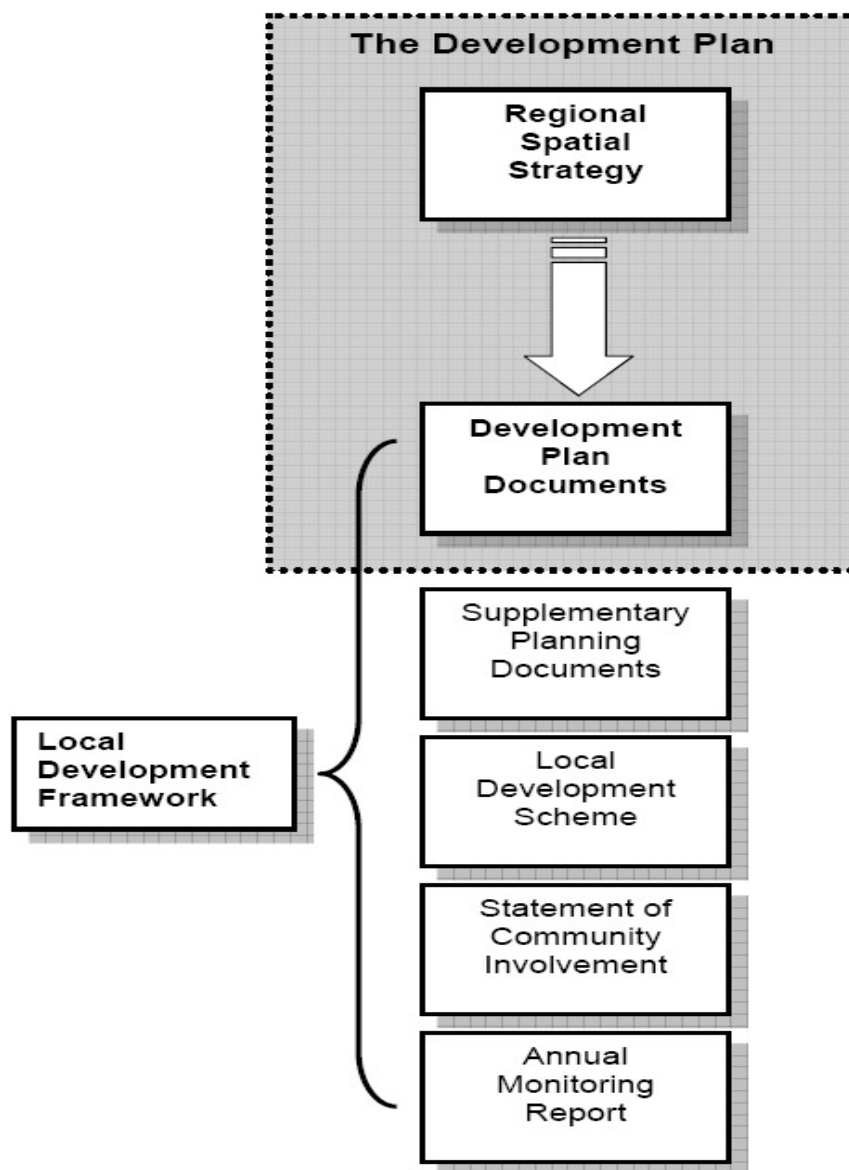 The Development Plan
Regional
Spatial
Strategy
Development
Plan
Documents
Supplementary
Planning
Documents
Local
Development
Framework
Local
Development
Scheme
Statement of
Community
Involvement
Annual
Monitoring
Report